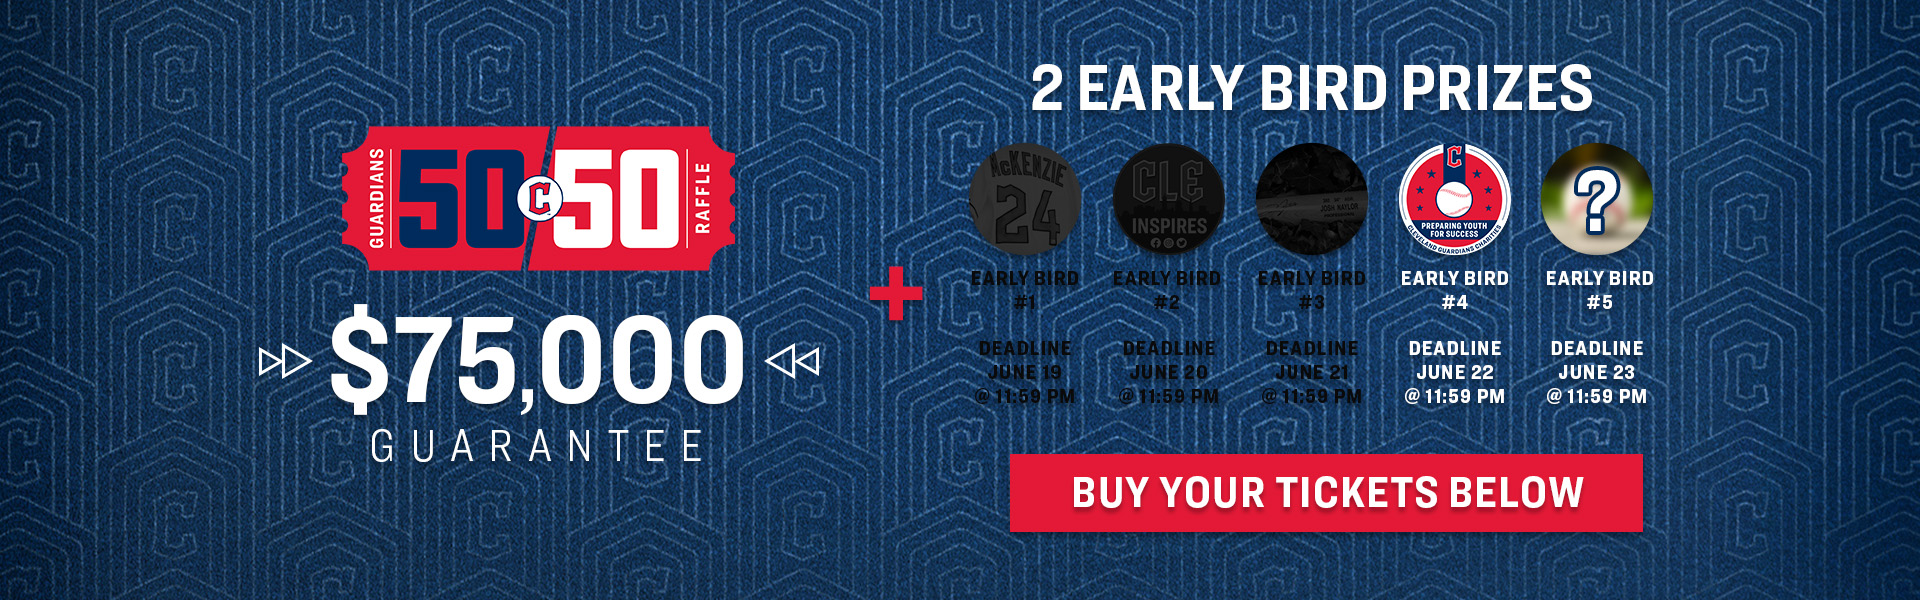 GUARDIANS
50
C
50
RAFFLE
$75,000
GUARANTEE
+
2 EARLY BIRD PRIZES
McKENZIE
24
EARLY BIRD
#1
DEADLINE
JUNE 19
@ 11:59 PM
CLE
INSPIRES
EARLY BIRD
#2
DEADLINE
JUNE 20
@ 11:59 PM
JOSH NAYLOR
EARLY BIRD
#3
DEADLINE
JUNE 21
@ 11:59 PM
C
PREPARING YOUTH
FOR SUCCESS
CLEVELAND GUARDIANS CHARITIES
EARLY BIRD
#4
DEADLINE
JUNE 22
@ 11:59 PM
?
EARLY BIRD
#5
DEADLINE
JUNE 23
@ 11:59 PM
BUY YOUR TICKETS BELOW